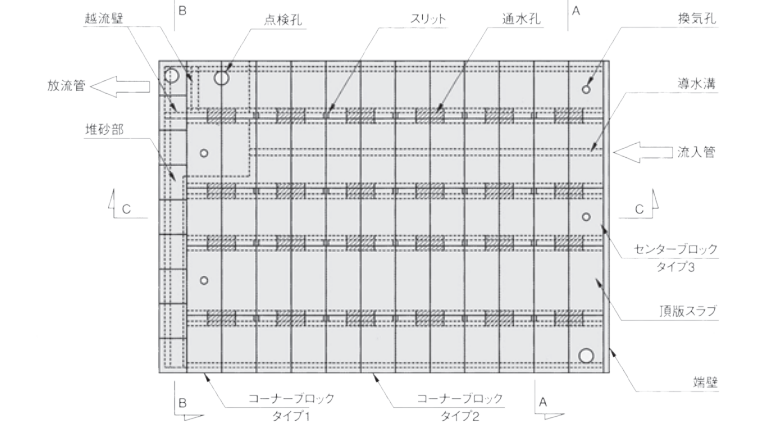 B
A
越流壁
点検孔
スリット
通水孔
換気孔
放流管
導水溝
堆砂部
流入管
C
C
センターブロック
タイプ3
頂版スラブ
端壁
B
コーナーブロック
タイプ1
コーナーブロック
タイプ2
A